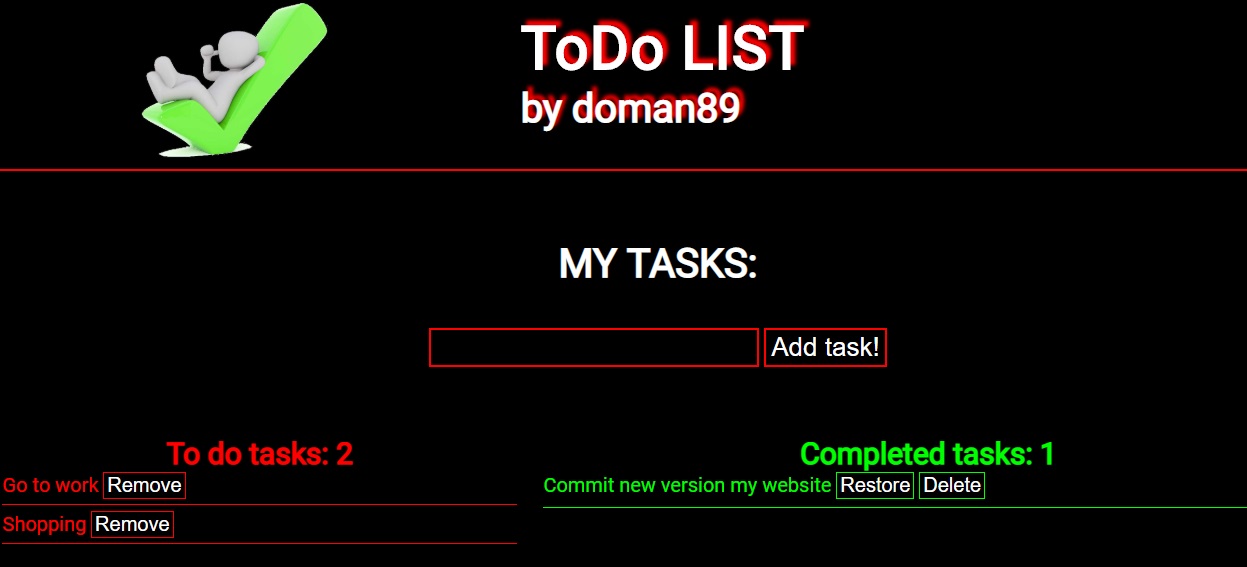 ToDo LIST
by doman89
MY TASKS:
Add task!
To do tasks: 2
Go to work Remove
Shopping Remove
Completed tasks: 1
Commit new version my website Restore Delete